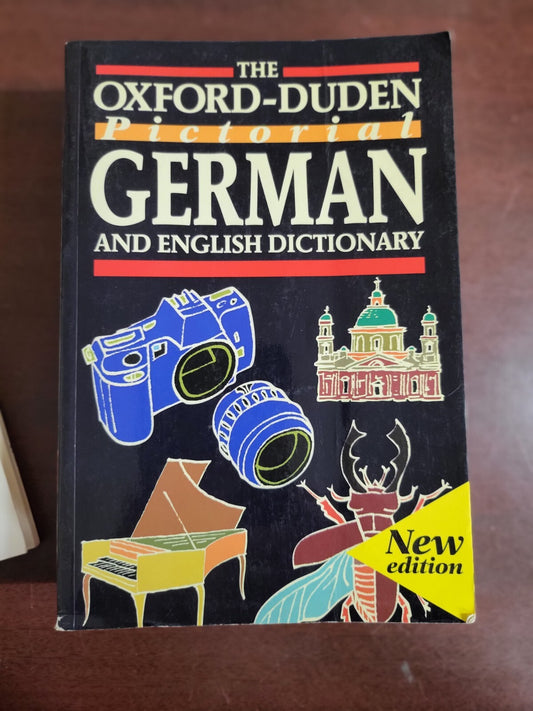 THE
OXFORD-DUDEN
Pictorial
GERMAN
AND ENGLISH DICTIONARY
New
edition